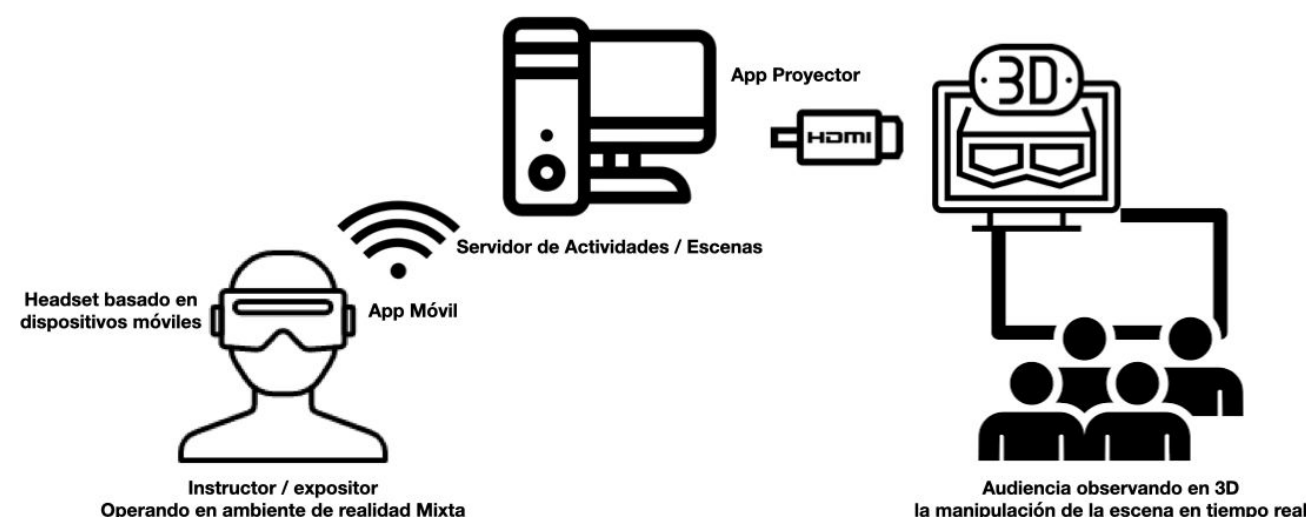 3D
App Proyector
HDMI
Servidor de Actividades / Escenas
Headset basado en
dispositivos móviles
App Móvil
Instructor / expositor
Operando en ambiente de realidad Mixta
Audiencia observando en 3D
la manipulación de la escena en tiempo real